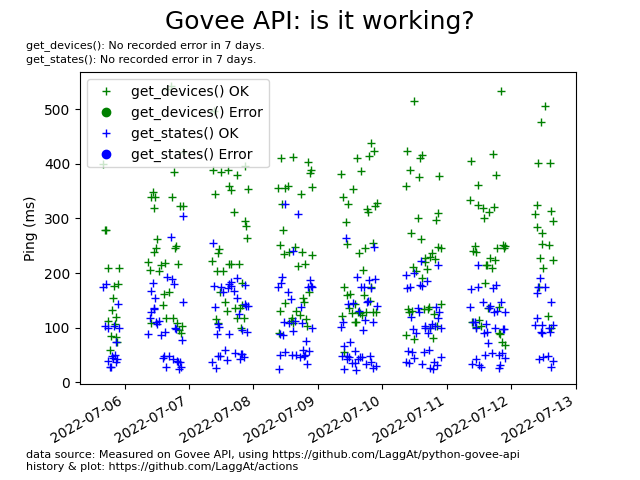 Govee API: is it working?
get_devices(): No recorded error in 7 days.
get_states(): No recorded error in 7 days.
get_devices() OK
get_devices() Error
get_states() OK
get_states() Error
Ping (ms)
500
400
300
200
100
0
2022-07-06
2022-07-07
2022-07-08
2022-07-09
2022-07-10
2022-07-11
2022-07-12
2022-07-13
data source: Measured on Govee API, using https://github.com/LaggAt/python-govee-api
history & plot: https://github.com/LaggAt/actions